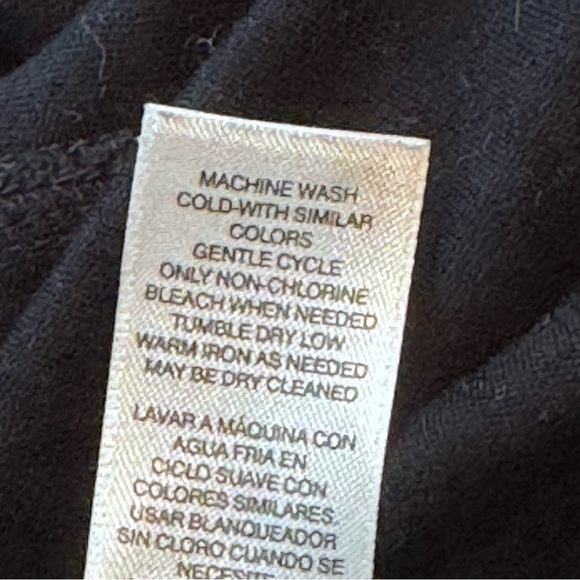 MACHINE WASH
COLD-WITH SIMILAR
COLORS
GENTLE CYCLE
ONLY NON-CHLORINE
BLEACH WHEN NEEDED
TUMBLE DRY LOW
WARM IRON AS NEEDED
MAY BE DRY CLEANED
LAVAR A MÁQUINA CON
AGUA FRIA EN
CICLO SUAVE CON
COLORES SIMILARES.
USAR BLANQUEADOR
SIN CLORO CUANDO SE
NECESITE